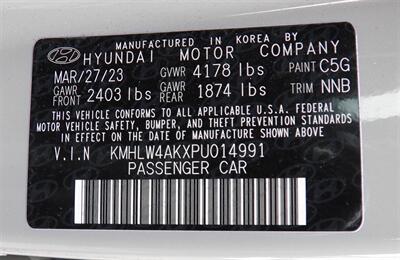 MANUFACTURED IN KOREA BY
HYUNDAI MOTOR COMPANY
MAR/27/23 GVWR 4178 lbs PAINT C5G
GAWR FRONT 2403 lbs GAWR REAR 1874 lbs TRIM NNB
THIS VEHICLE CONFORMS TO ALL APPLICABLE U.S.A FEDERAL
MOTOR VEHICLE SAFETY, BUMPER, AND THEFT PREVENTION STANDARDS
IN EFFECT ON THE DATE OF MANUFACTURE SHOWN ABOVE.
V.I.N KMHLW4AKXPU014991
PASSENGER CAR